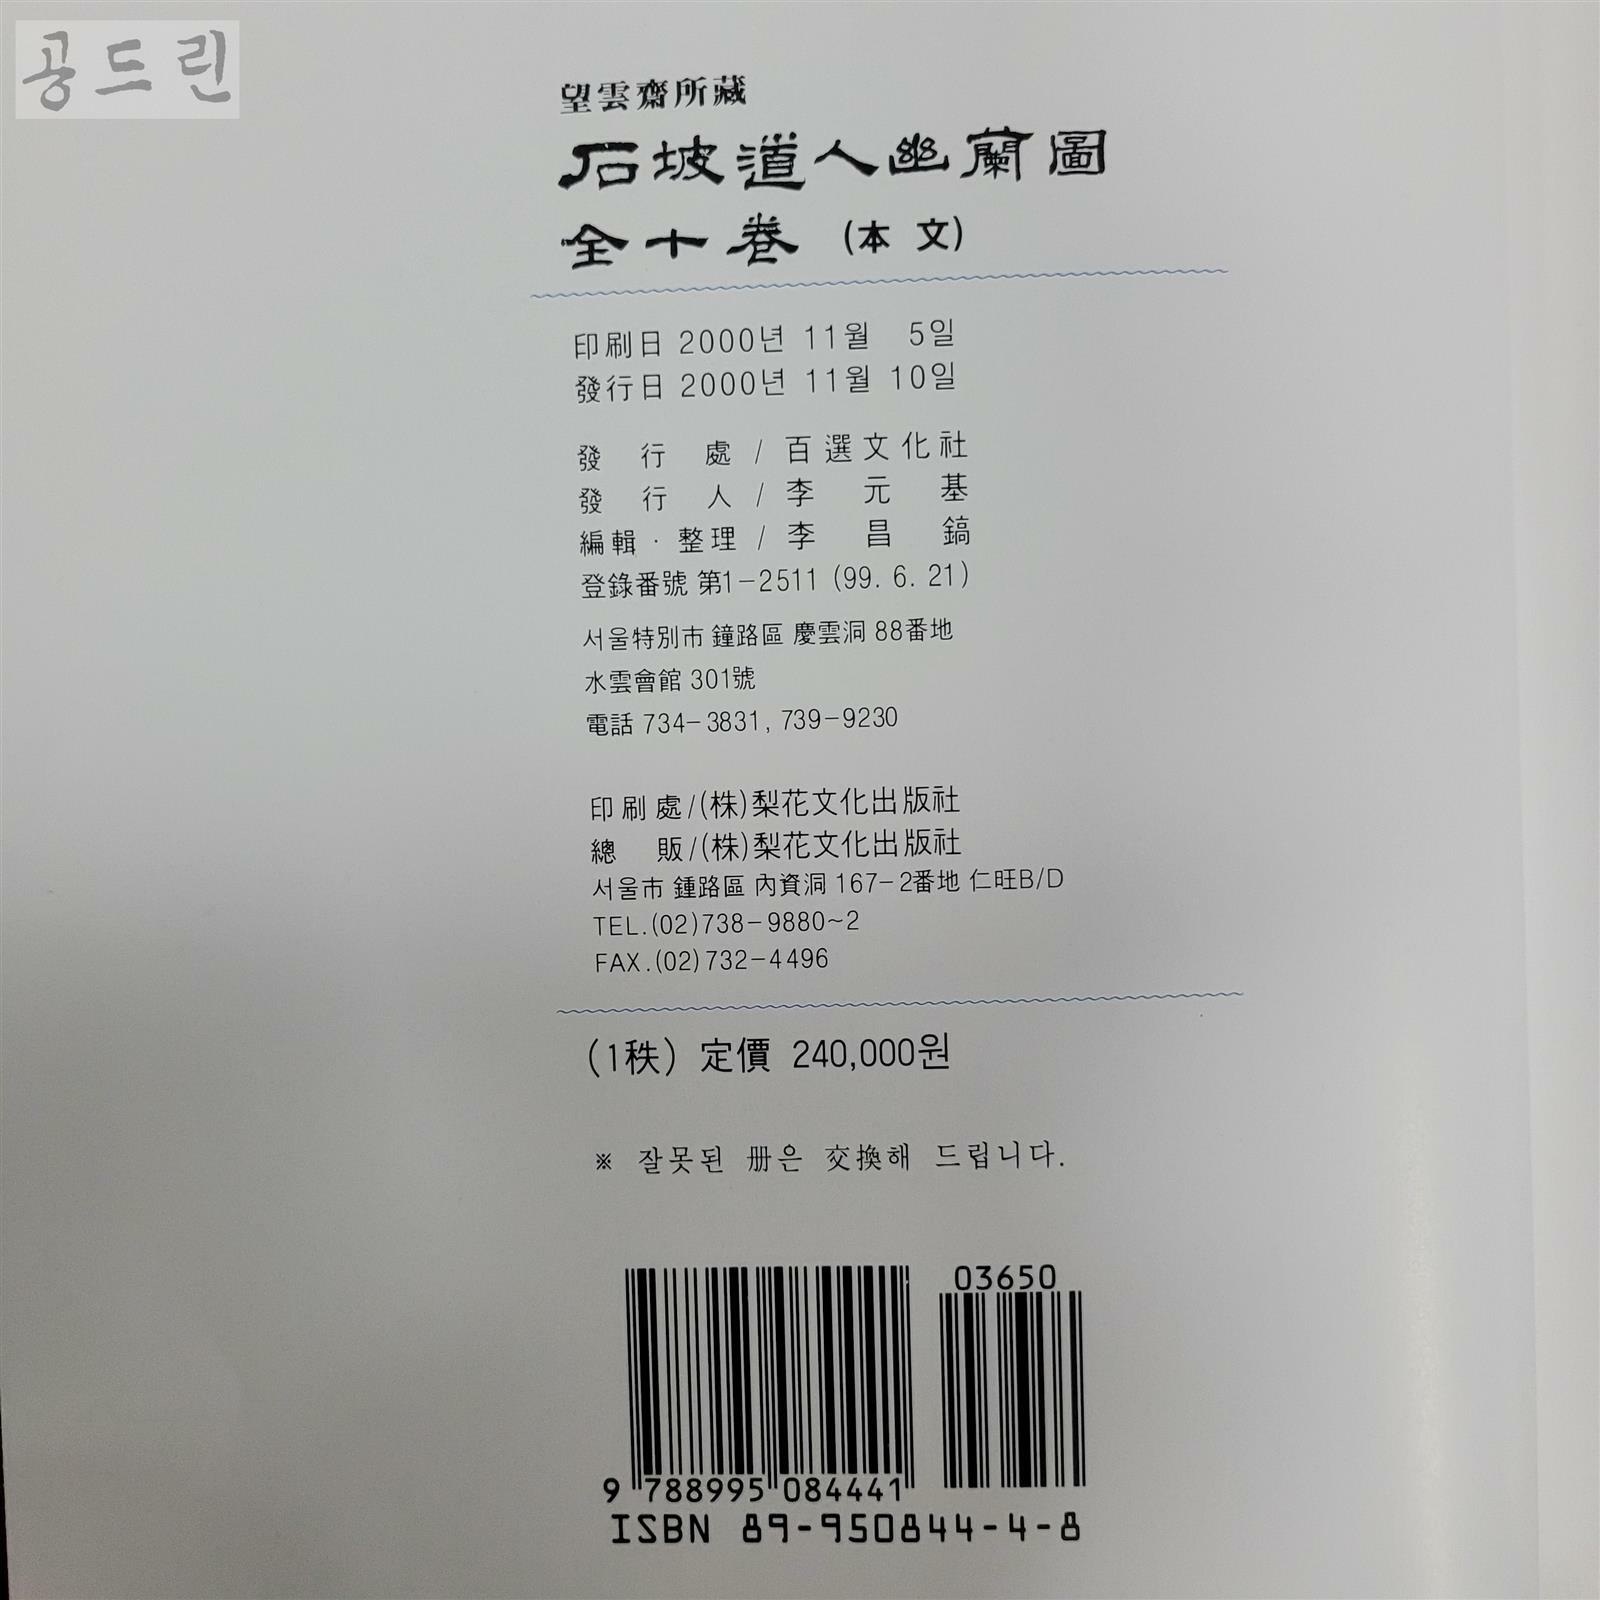 공드린
望雲齋所藏
石坡道人幽蘭圖
全十卷 (本 文)
印刷日 2000년 11월 5일
發行日 2000년 11월 10일
發 行 處 / 百選文化社
發 行 人 / 李 元 基
編輯 · 整理 / 李 昌 鎬
登錄番號 第1-2511 (99. 6. 21)
서울特別市 鐘路區 慶雲洞 88番地
水雲會館 301號
電話 734-3831, 739-9230
印刷處/(株)梨花文化出版社
總 販/(株)梨花文化出版社
서울市 鍾路區 內資洞 167-2番地 仁旺B/D
TEL.(02)738-9880~2
FAX.(02)732-4496
(1秩) 定價 240,000원
※ 잘못된 册은 交換해 드립니다.
03650
9 788995 084441
ISBN 89-950844-4-8